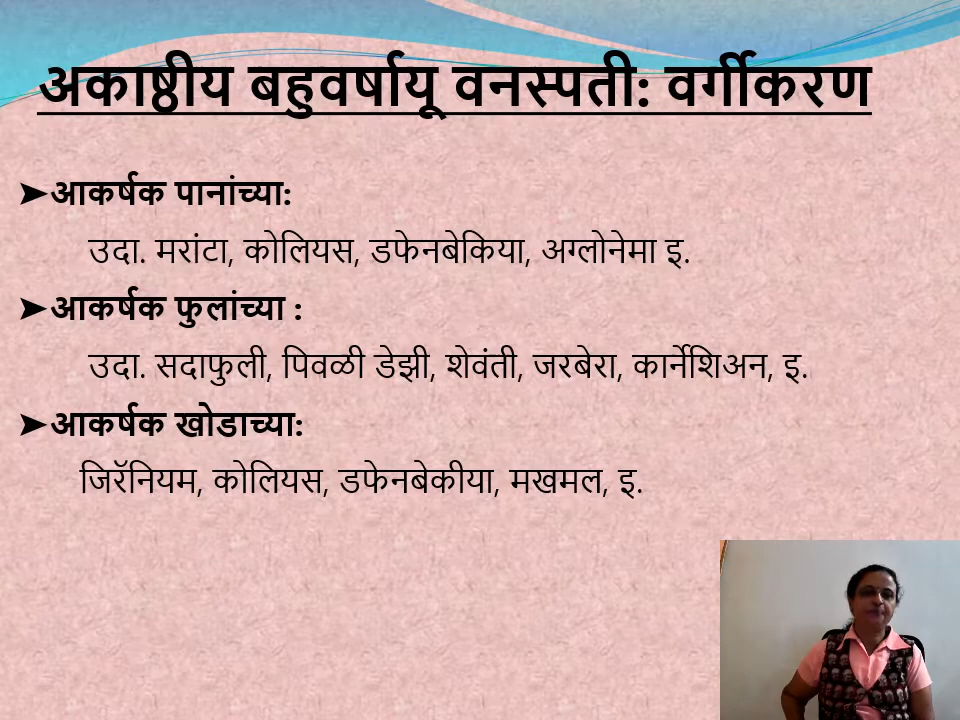 अकाष्ठीय बहुवर्षायू वनस्पती: वर्गीकरण
➤आकर्षक पानांच्या:
उदा. मरांटा, कोलियस, डफेनबेकिया, अग्लोनेमा इ.
➤आकर्षक फुलांच्या :
उदा. सदाफुली, पिवळी डेझी, शेवंती, जरबेरा, कार्नेशिअन, इ.
➤आकर्षक खोडाच्या:
जिरॅनियम, कोलियस, डफेनबेकीया, मखमल, इ.